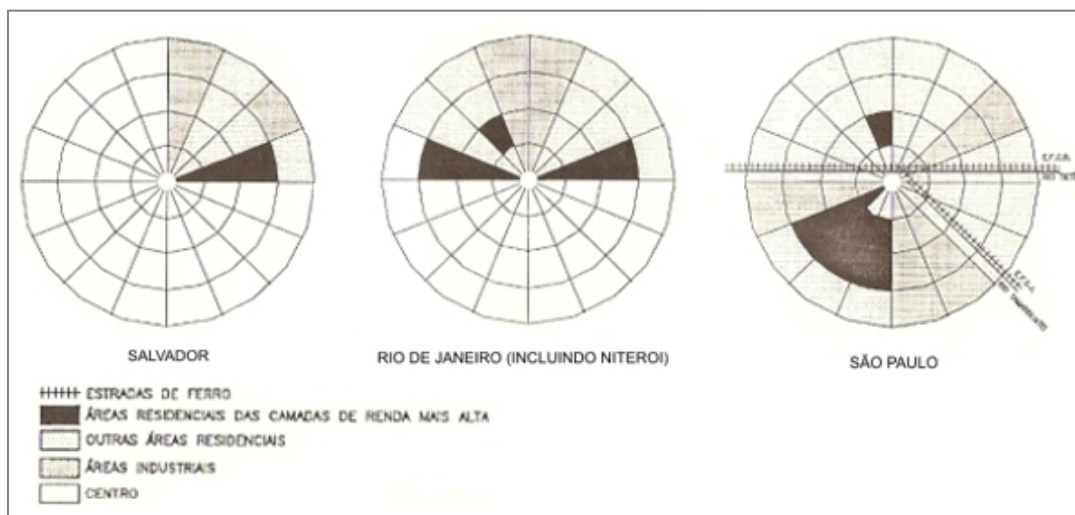 SALVADOR
RIO DE JANEIRO (INCLUINDO NITEROI)
SÃO PAULO
ESTRADAS DE FERRO
ÁREAS RESIDENCIAIS DAS CAMADAS DE RENDA MAIS ALTA
OUTRAS ÁREAS RESIDENCIAIS
ÁREAS INDUSTRIAIS
CENTRO